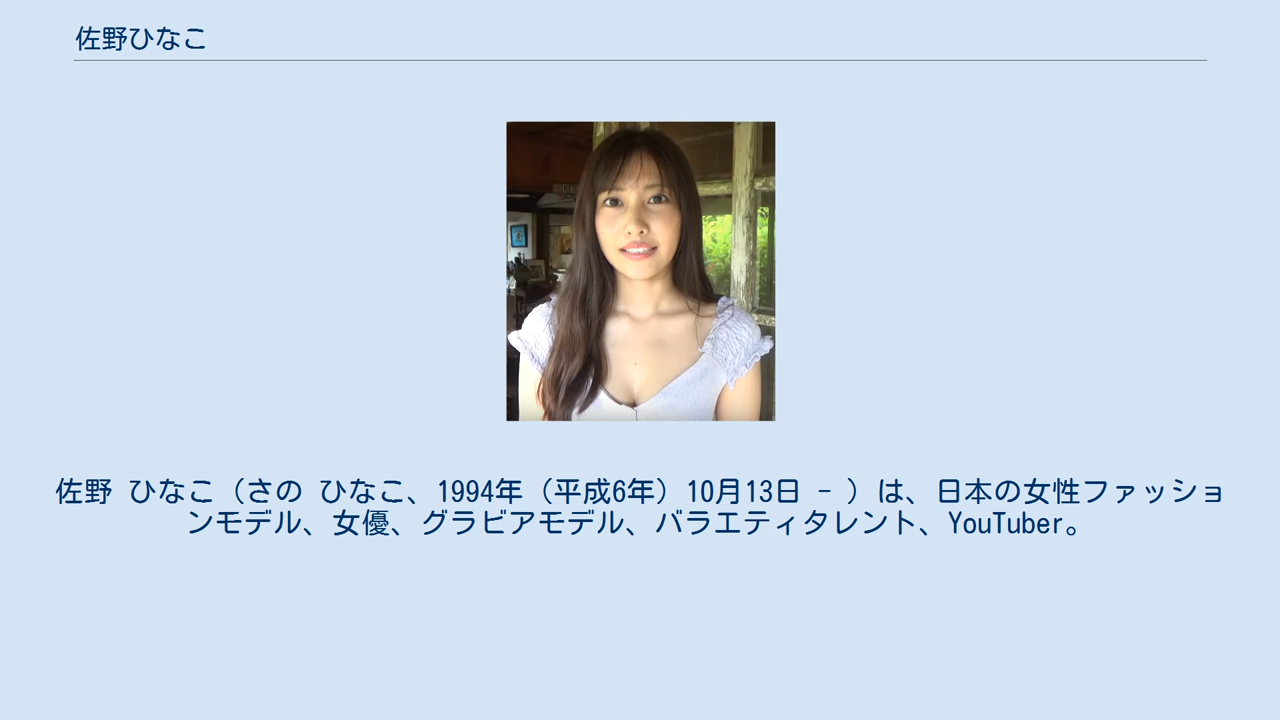 佐野ひなこ
佐野 ひなこ（さの ひなこ、1994年（平成6年）10月13日 - ）は、日本の女性ファッショ
ンモデル、女優、グラビアモデル、バラエティタレント、YouTuber。